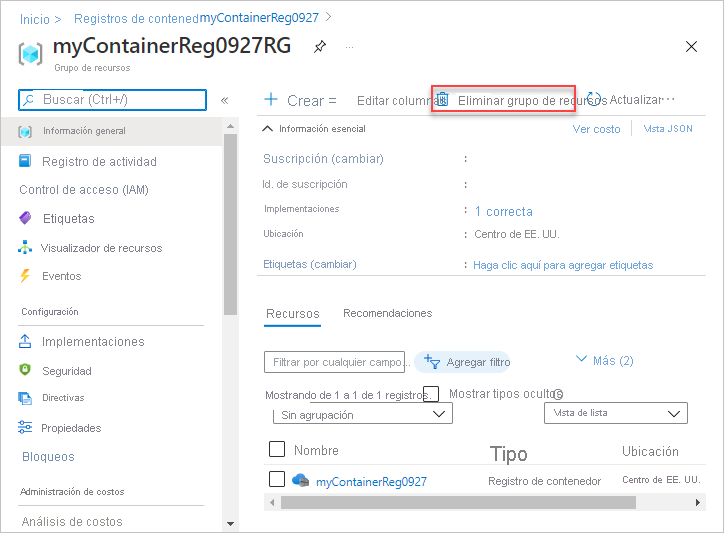 Inicio > Registros de contened myContainerReg0927 >
myContainerReg0927RG ...
Grupo de recursos
Buscar (Ctrl+/) «
Información general
Registro de actividad
Control de acceso (IAM)
Etiquetas
Visualizador de recursos
Eventos
Configuración
Implementaciones
Seguridad
Directivas
Propiedades
Bloqueos
Administración de costos
Análisis de costos
+ Crear = Editar columnas Eliminar grupo de recursos Actualizar ...
Información esencial Ver costo Vista JSON
Suscripción (cambiar) :
Id. de suscripción :
Implementaciones : 1 correcta
Ubicación : Centro de EE. UU.
Etiquetas (cambiar) : Haga clic aquí para agregar etiquetas
Recursos Recomendaciones
Filtrar por cualquier campo... Agregar filtro Más (2)
Mostrando de 1 a 1 de 1 registros. Mostrar tipos ocultos
Sin agrupación Vista de lista
Nombre Tipo Ubicación
myContainerReg0927 Registro de contenedor Centro de EE. UU.